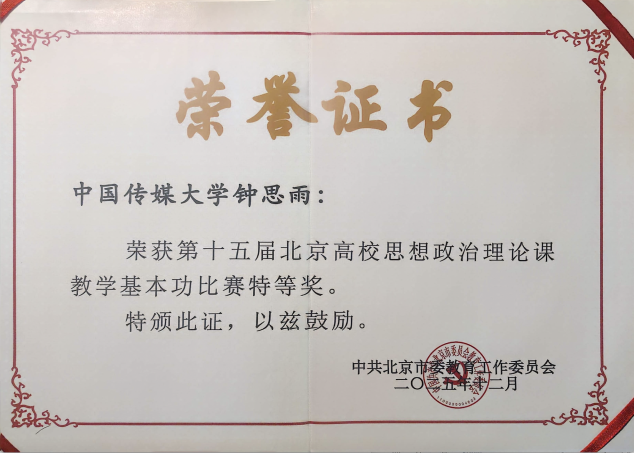 荣誉证书
中国传媒大学钟思雨：
荣获第十五届北京高校思想政治理论课
教学基本功比赛特等奖。
特颁此证，以兹鼓励。
中共北京市委教育工作委员会
二〇二五年十二月